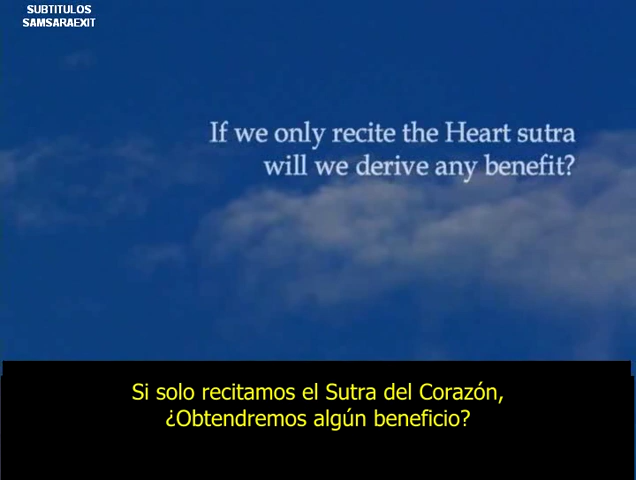 SUBTITULOS
SAMSARAEXIT
If we only recite the Heart sutra
will we derive any benefit?
Si solo recitamos el Sutra del Corazón,
¿Obtendremos algún beneficio?